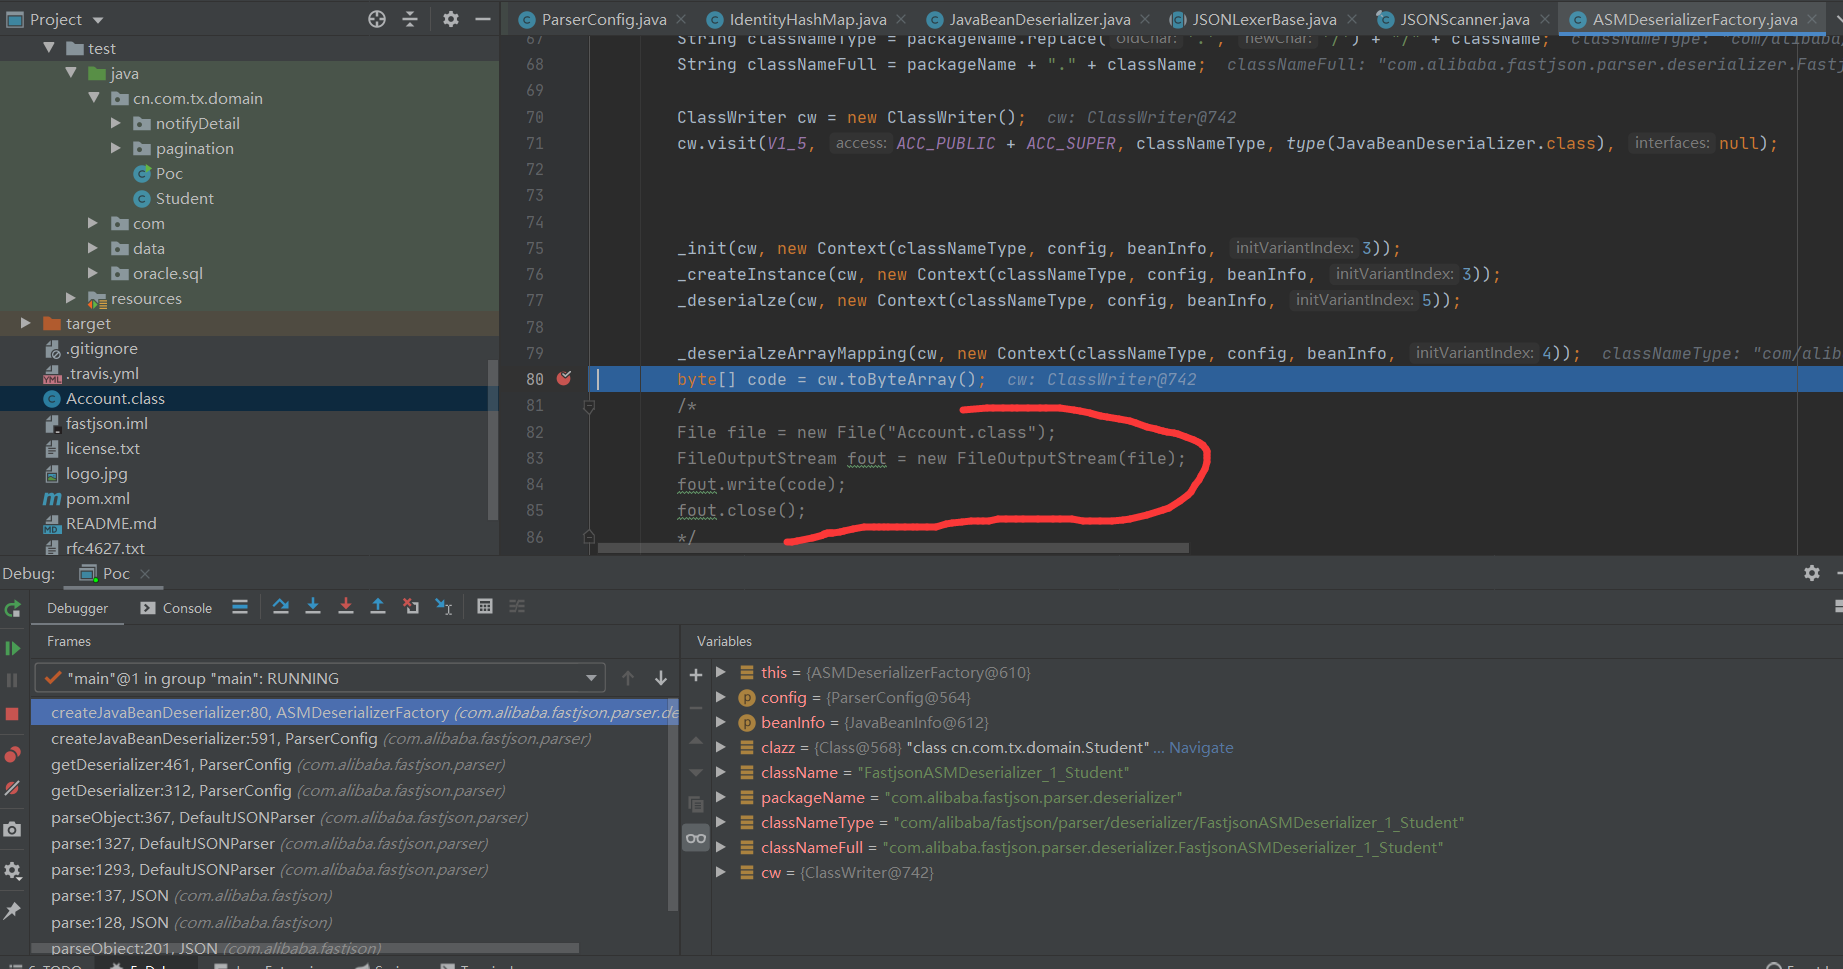 Project
ParserConfig.java
IdentityHashMap.java
JavaBeanDeserializer.java
JSONLexerBase.java
JSONScanner.java
ASMDeserializerFactory.java
test
java
cn.com.tx.domain
notifyDetail
pagination
Poc
Student
com
data
oracle.sql
resources
target
.gitignore
.travis.yml
Account.class
fastjson.iml
license.txt
logo.jpg
pom.xml
README.md
rfc4627.txt
67 String classNameType = packageName.replace( oldChar: '.', newChar: '/') + "/" + className; classNameType: "com/alibaba/
68 String classNameFull = packageName + "." + className; classNameFull: "com.alibaba.fastjson.parser.deserializer.Fastj
69
70 ClassWriter cw = new ClassWriter(); cw: ClassWriter@742
71 cw.visit(V1_5, access: ACC_PUBLIC + ACC_SUPER, classNameType, type(JavaBeanDeserializer.class), interfaces: null);
72
73
74
75 _init(cw, new Context(classNameType, config, beanInfo, initVariantIndex: 3));
76 _createInstance(cw, new Context(classNameType, config, beanInfo, initVariantIndex: 3));
77 _deserialze(cw, new Context(classNameType, config, beanInfo, initVariantIndex: 5));
78
79 _deserialzeArrayMapping(cw, new Context(classNameType, config, beanInfo, initVariantIndex: 4)); classNameType: "com/alib
80 byte[] code = cw.toByteArray(); cw: ClassWriter@742
81 /*
82 File file = new File("Account.class");
83 FileOutputStream fout = new FileOutputStream(file);
84 fout.write(code);
85 fout.close();
86 */
Debug: Poc
Debugger Console
Frames
"main"@1 in group "main": RUNNING
createJavaBeanDeserializer:80, ASMDeserializerFactory (com.alibaba.fastjson.parser.de
createJavaBeanDeserializer:591, ParserConfig (com.alibaba.fastjson.parser)
getDeserializer:461, ParserConfig (com.alibaba.fastjson.parser)
getDeserializer:312, ParserConfig (com.alibaba.fastjson.parser)
parseObject:367, DefaultJSONParser (com.alibaba.fastjson.parser)
parse:1327, DefaultJSONParser (com.alibaba.fastjson.parser)
parse:1293, DefaultJSONParser (com.alibaba.fastjson.parser)
parse:137, JSON (com.alibaba.fastjson)
parse:128, JSON (com.alibaba.fastjson)
parseObject:201, JSON (com.alibaba.fastjson)
Variables
this = {ASMDeserializerFactory@610}
config = {ParserConfig@564}
beanInfo = {JavaBeanInfo@612}
clazz = {Class@568} "class cn.com.tx.domain.Student" ... Navigate
className = "FastjsonASMDeserializer_1_Student"
packageName = "com.alibaba.fastjson.parser.deserializer"
classNameType = "com/alibaba/fastjson/parser/deserializer/FastjsonASMDeserializer_1_Student"
classNameFull = "com.alibaba.fastjson.parser.deserializer.FastjsonASMDeserializer_1_Student"
cw = {ClassWriter@742}